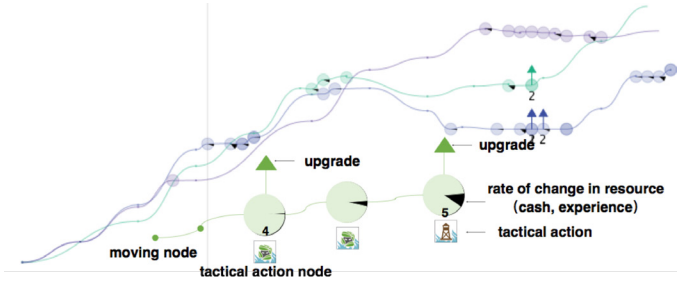 2
2 2
upgrade
upgrade
rate of change in resource
(cash, experience)
4
5
tactical action
moving node
tactical action node